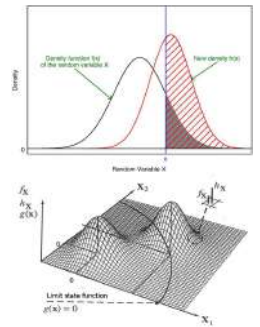 Density function f(x)
of the random variable X
New density h(x)
Density
0
s
Random Variable X
f_X
h_X
g(x)
X_2
f_X h_X
0
0
Limit state function
g(x) = 0
X_1